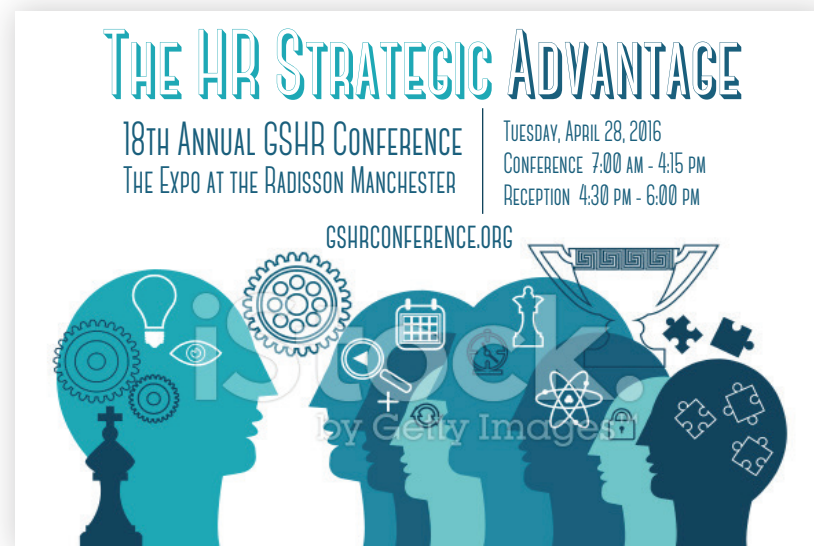 The HR Strategic Advantage
18th Annual GSHR Conference
The Expo at the Radisson Manchester
Tuesday, April 28, 2016
Conference 7:00 am - 4:15 pm
Reception 4:30 pm - 6:00 pm
gshrconference.org
iStock.
by Getty Images™